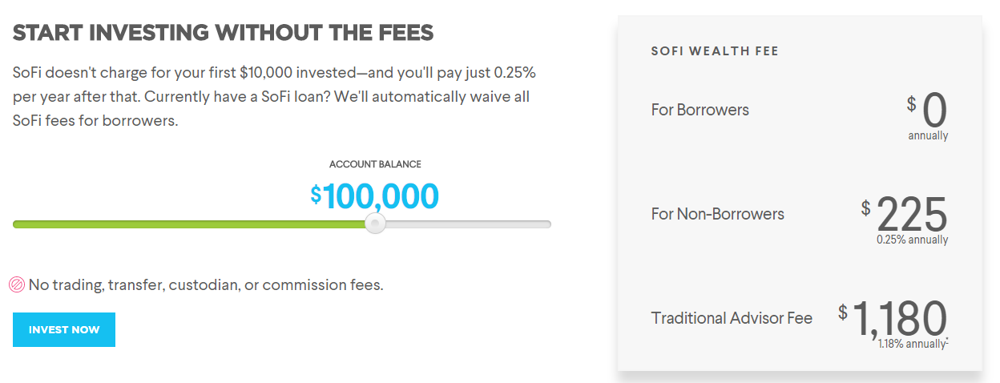 START INVESTING WITHOUT THE FEES
SoFi doesn't charge for your first $10,000 invested—and you'll pay just 0.25%
per year after that. Currently have a SoFi loan? We'll automatically waive all
SoFi fees for borrowers.
ACCOUNT BALANCE
$100,000
No trading, transfer, custodian, or commission fees.
INVEST NOW
SOFI WEALTH FEE
For Borrowers
$0
annually
For Non-Borrowers
$225
0.25% annually
Traditional Advisor Fee
$1,180
1.18% annually*